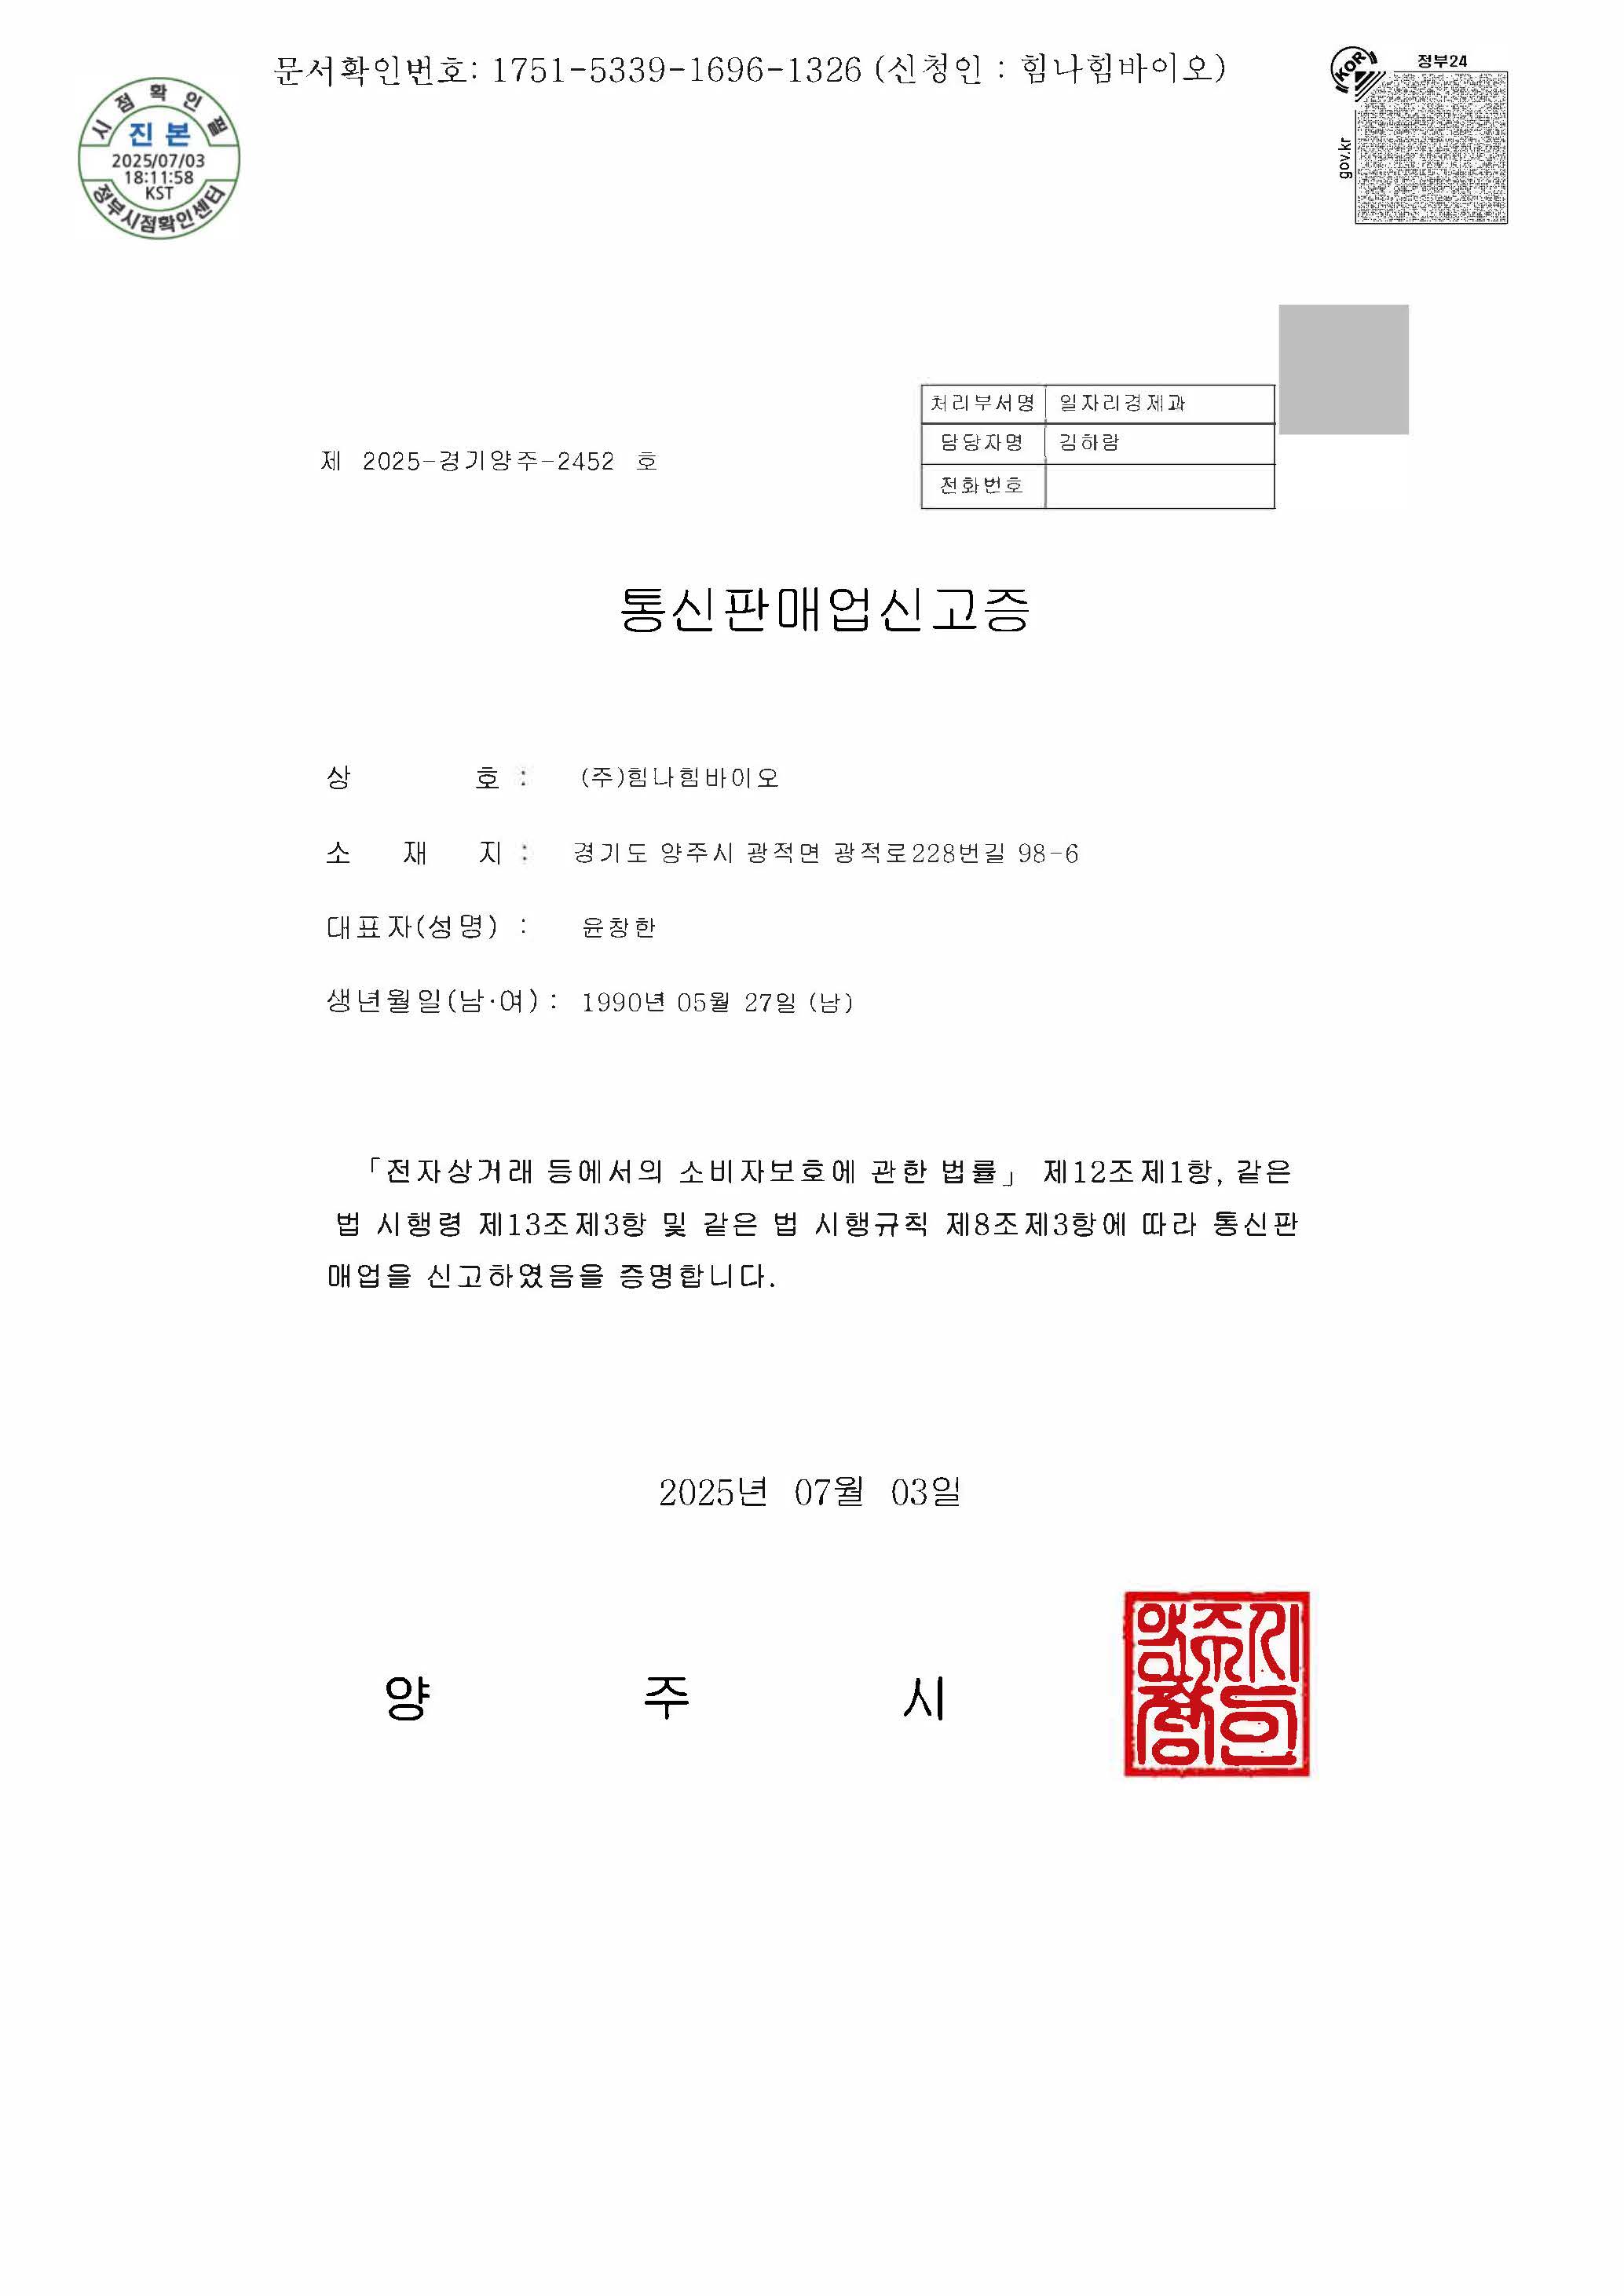 문서확인번호: 1751-5339-1696-1326 (신청인 : 힘나힘바이오)
정부24
gov.kr
KOR
시 점 확 인 필
진 본
2025/07/03
18:11:58
KST
정부시점확인센터
처리부서명 일자리경제과
담당자명 김하람
전화번호
제 2025-경기양주-2452 호
통신판매업신고증
상 호 : (주)힘나힘바이오
소 재 지 : 경기도 양주시 광적면 광적로228번길 98-6
대표자(성명) : 윤창한
생년월일(남·여) : 1990년 05월 27일 (남)
「전자상거래 등에서의 소비자보호에 관한 법률」 제12조제1항, 같은
법 시행령 제13조제3항 및 같은 법 시행규칙 제8조제3항에 따라 통신판
매업을 신고하였음을 증명합니다.
2025년 07월 03일
양 주 시